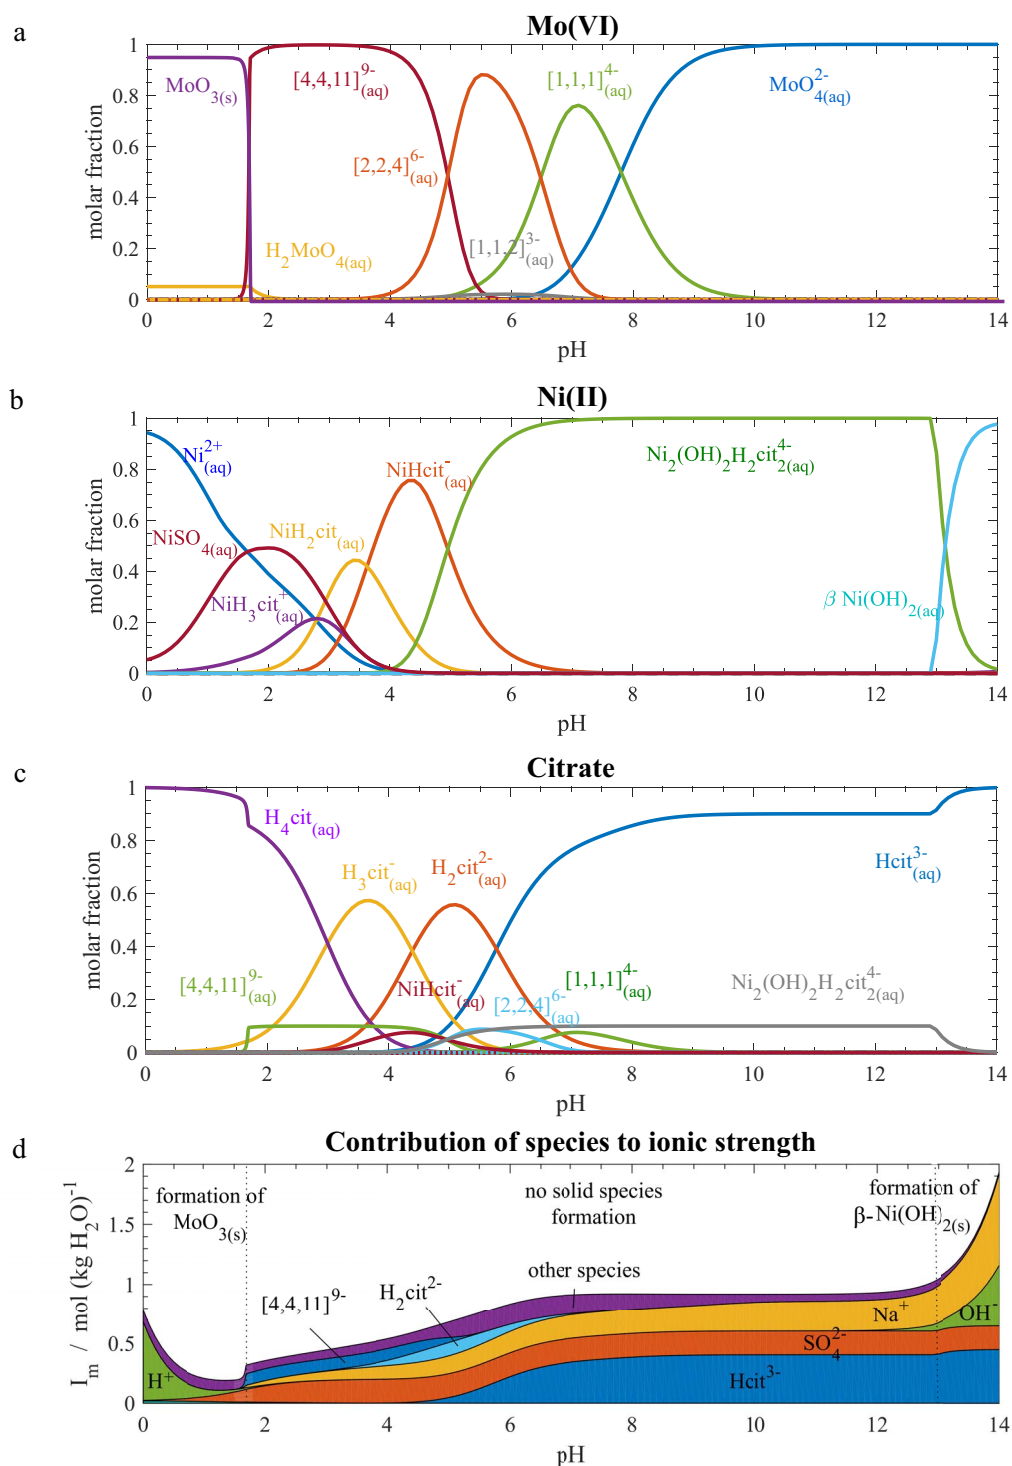 a
Mo(VI)
1
0.8
0.6
0.4
0.2
0
molar fraction
MoO3(s)
[4,4,11]9-(aq)
[1,1,1]4-(aq)
MoO2-4(aq)
[2,2,4]6-(aq)
[1,1,2]3-(aq)
H2MoO4(aq)
0 2 4 6 8 10 12 14
pH
b
Ni(II)
1
0.8
0.6
0.4
0.2
0
molar fraction
Ni2+(aq)
NiHcit-(aq)
Ni2(OH)2H2cit4-2(aq)
NiSO4(aq)
NiH2cit(aq)
NiH3cit+(aq)
β Ni(OH)2(aq)
0 2 4 6 8 10 12 14
pH
c
Citrate
1
0.8
0.6
0.4
0.2
0
molar fraction
H4cit(aq)
H3cit-(aq)
H2cit2-(aq)
Hcit3-(aq)
[4,4,11]9-(aq)
NiHcit-(aq)
[2,2,4]6-(aq)
[1,1,1]4-(aq)
Ni2(OH)2H2cit4-2(aq)
0 2 4 6 8 10 12 14
pH
d
Contribution of species to ionic strength
2
1.5
1
0.5
0
Im / mol (kg H2O)-1
formation of
MoO3(s)
no solid species
formation
formation of
β-Ni(OH)2(s)
other species
H2cit2-
[4,4,11]9-
H+
Na+
OH-
SO2-4
Hcit3-
0 2 4 6 8 10 12 14
pH